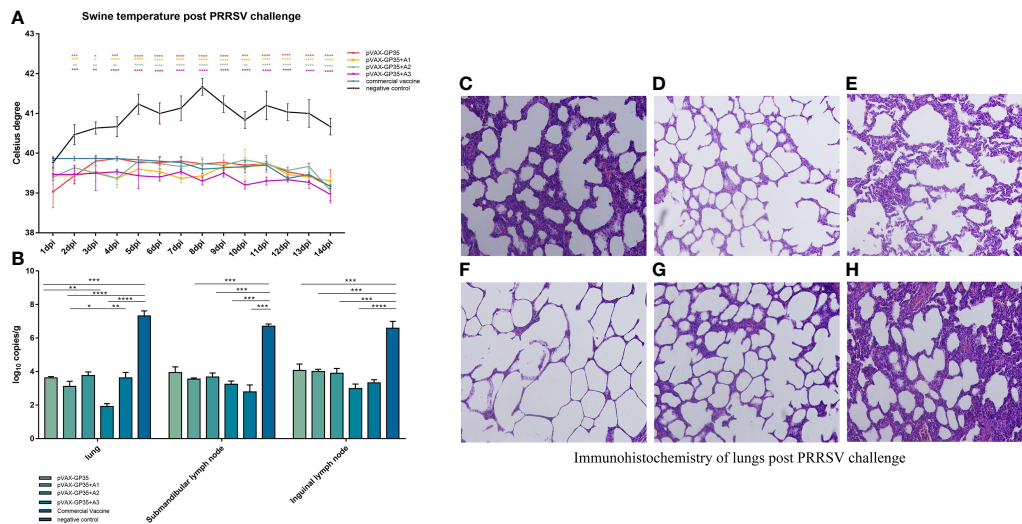 A
Swine temperature post PRRSV challenge
43
42
41
40
39
38
Celsius degree
1dpi 2dpi 3dpi 4dpi 5dpi 6dpi 7dpi 8dpi 9dpi 10dpi 11dpi 12dpi 13dpi 14dpi
pVAX-GP35
pVAX-GP35+A1
pVAX-GP35+A2
pVAX-GP35+A3
commercial vaccine
negative control
B
10
8
6
4
2
0
log10 copies/g
*** *** ***
** *** ***
**** *** ***
**** *** ****
* **
lung
Submandibular lymph node
Inguinal lymph node
pVAX-GP35
pVAX-GP35+A1
pVAX-GP35+A2
pVAX-GP35+A3
Commercial Vaccine
negative control
C D E
F G H
Immunohistochemistry of lungs post PRRSV challenge